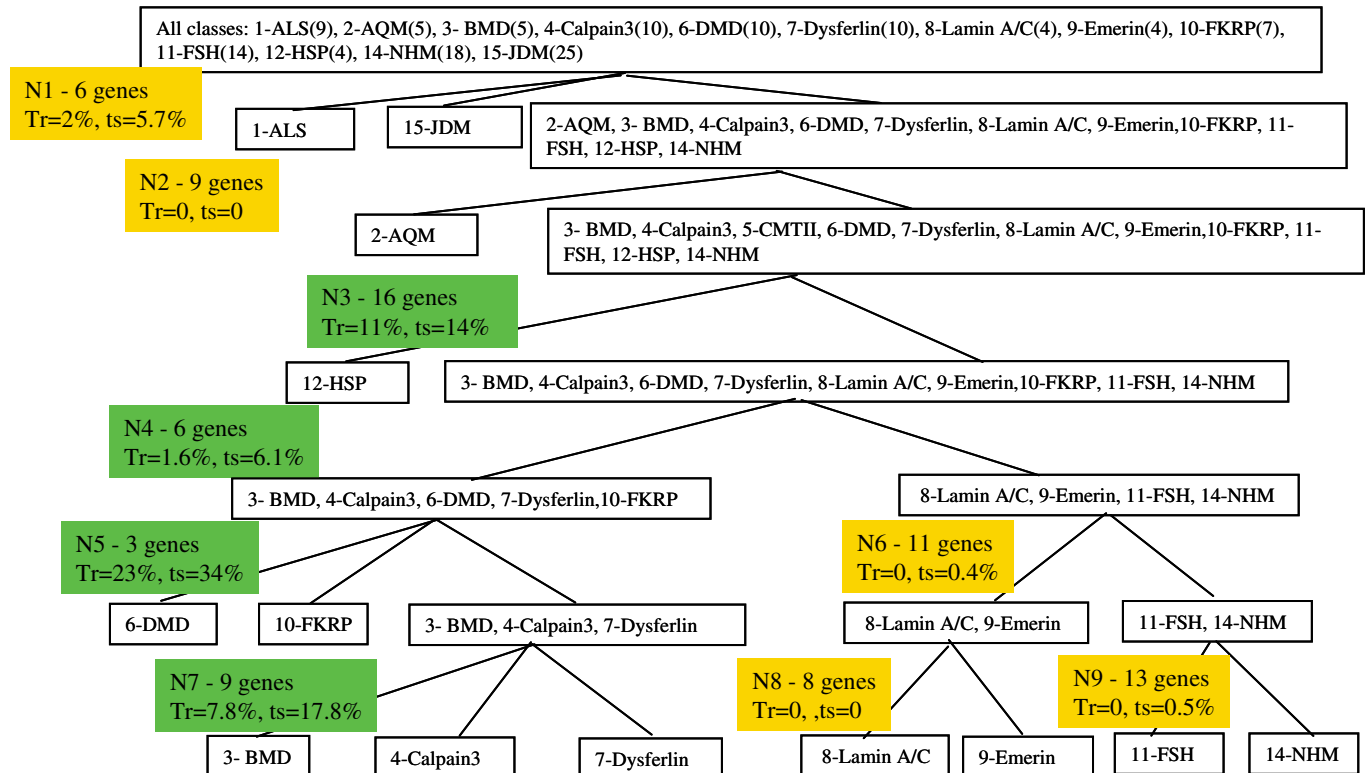 All classes: 1-ALS(9), 2-AQM(5), 3- BMD(5), 4-Calpain3(10), 6-DMD(10), 7-Dysferlin(10), 8-Lamin A/C(4), 9-Emerin(4), 10-FKRP(7),
11-FSH(14), 12-HSP(4), 14-NHM(18), 15-JDM(25)
N1 - 6 genes
Tr=2%, ts=5.7%
1-ALS
15-JDM
2-AQM, 3- BMD, 4-Calpain3, 6-DMD, 7-Dysferlin, 8-Lamin A/C, 9-Emerin,10-FKRP, 11-
FSH, 12-HSP, 14-NHM
N2 - 9 genes
Tr=0, ts=0
2-AQM
3- BMD, 4-Calpain3, 5-CMTII, 6-DMD, 7-Dysferlin, 8-Lamin A/C, 9-Emerin,10-FKRP, 11-
FSH, 12-HSP, 14-NHM
N3 - 16 genes
Tr=11%, ts=14%
12-HSP
3- BMD, 4-Calpain3, 6-DMD, 7-Dysferlin, 8-Lamin A/C, 9-Emerin,10-FKRP, 11-FSH, 14-NHM
N4 - 6 genes
Tr=1.6%, ts=6.1%
3- BMD, 4-Calpain3, 6-DMD, 7-Dysferlin,10-FKRP
8-Lamin A/C, 9-Emerin, 11-FSH, 14-NHM
N5 - 3 genes
Tr=23%, ts=34%
N6 - 11 genes
Tr=0, ts=0.4%
6-DMD
10-FKRP
3- BMD, 4-Calpain3, 7-Dysferlin
8-Lamin A/C, 9-Emerin
11-FSH, 14-NHM
N7 - 9 genes
Tr=7.8%, ts=17.8%
N8 - 8 genes
Tr=0, ,ts=0
N9 - 13 genes
Tr=0, ts=0.5%
3- BMD
4-Calpain3
7-Dysferlin
8-Lamin A/C
9-Emerin
11-FSH
14-NHM